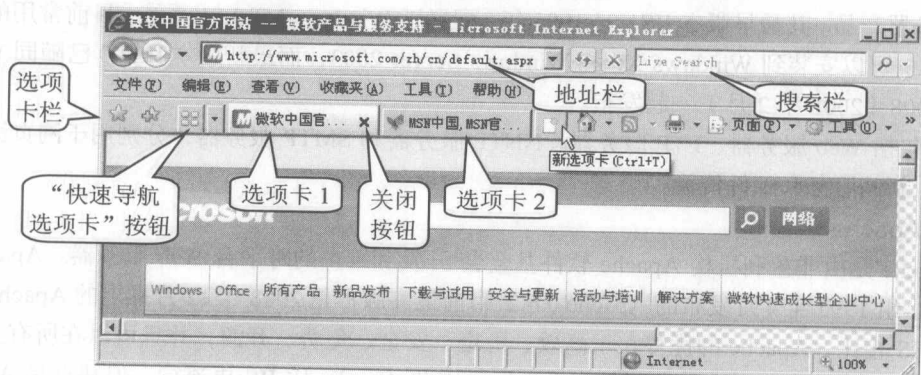 微软中国官方网站 -- 微软产品与服务支持 - Microsoft Internet Explorer
http://www.microsoft.com/zh/cn/default.aspx
Live Search
文件(F) 编辑(E) 查看(V) 收藏夹(A) 工具(T) 帮助(H)
地址栏
搜索栏
选项
卡栏
微软中国官...
MSN中国,MSN官...
页面(P)
工具(O)
新选项卡(Ctrl+T)
“快速导航
选项卡”按钮
选项卡1
关闭
按钮
选项卡2
crosoft
网络
Windows Office 所有产品 新品发布 下载与试用 安全与更新 活动与培训 解决方案 微软快速成长型企业中心
Internet
100%